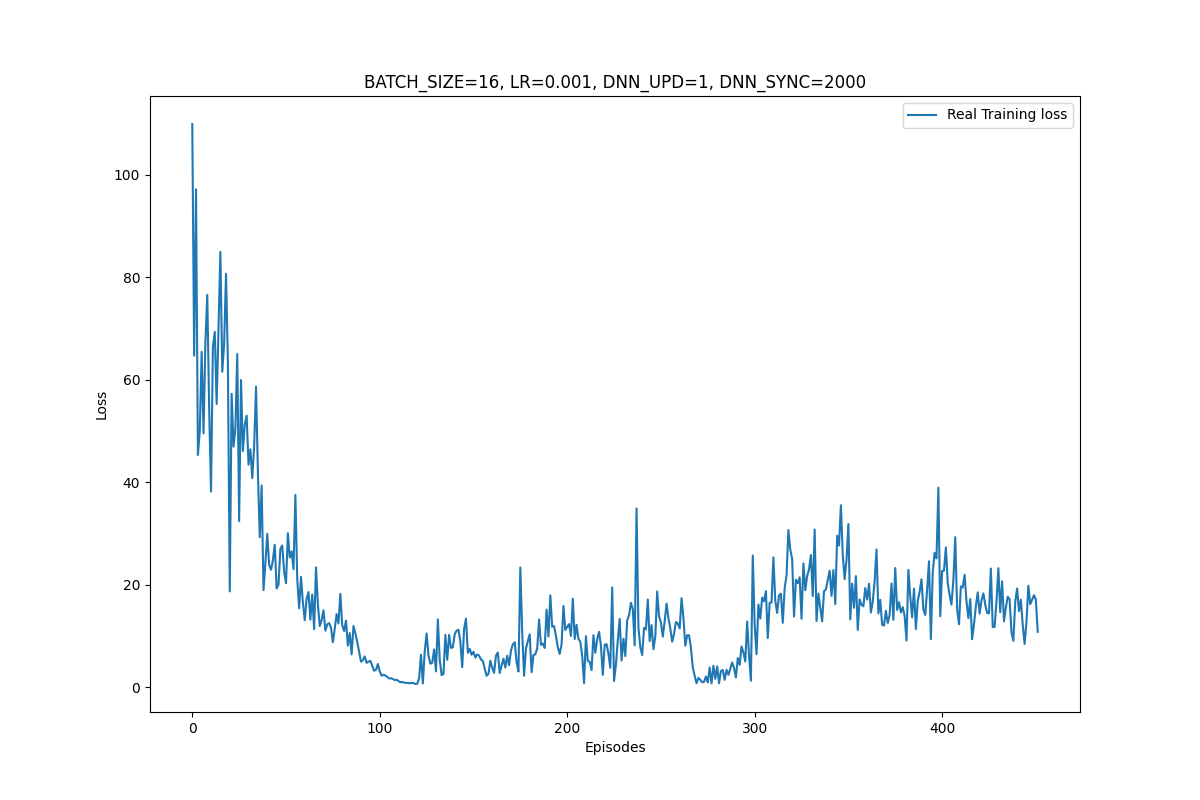 BATCH_SIZE=16, LR=0.001, DNN_UPD=1, DNN_SYNC=2000
Real Training loss
100
80
60
40
20
0
Loss
0 100 200 300 400
Episodes